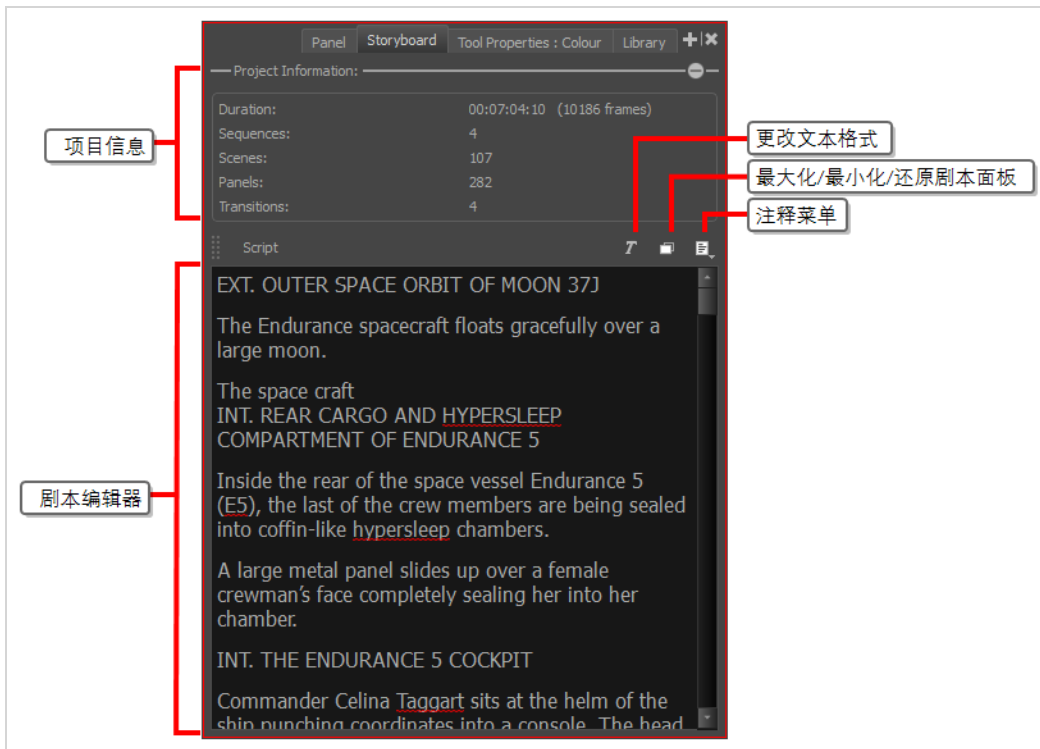 Panel Storyboard Tool Properties : Colour Library
Project Information:
Duration: 00:07:04:10 (10186 frames)
Sequences: 4
Scenes: 107
Panels: 282
Transitions: 4
项目信息
更改文本格式
最大化/最小化/还原剧本面板
注释菜单
Script
EXT. OUTER SPACE ORBIT OF MOON 37J
The Endurance spacecraft floats gracefully over a
large moon.
The space craft
INT. REAR CARGO AND HYPERSLEEP
COMPARTMENT OF ENDURANCE 5
Inside the rear of the space vessel Endurance 5
(E5), the last of the crew members are being sealed
into coffin-like hypersleep chambers.
剧本编辑器
A large metal panel slides up over a female
crewman's face completely sealing her into her
chamber.
INT. THE ENDURANCE 5 COCKPIT
Commander Celina Taggart sits at the helm of the
ship punching coordinates into a console. The head